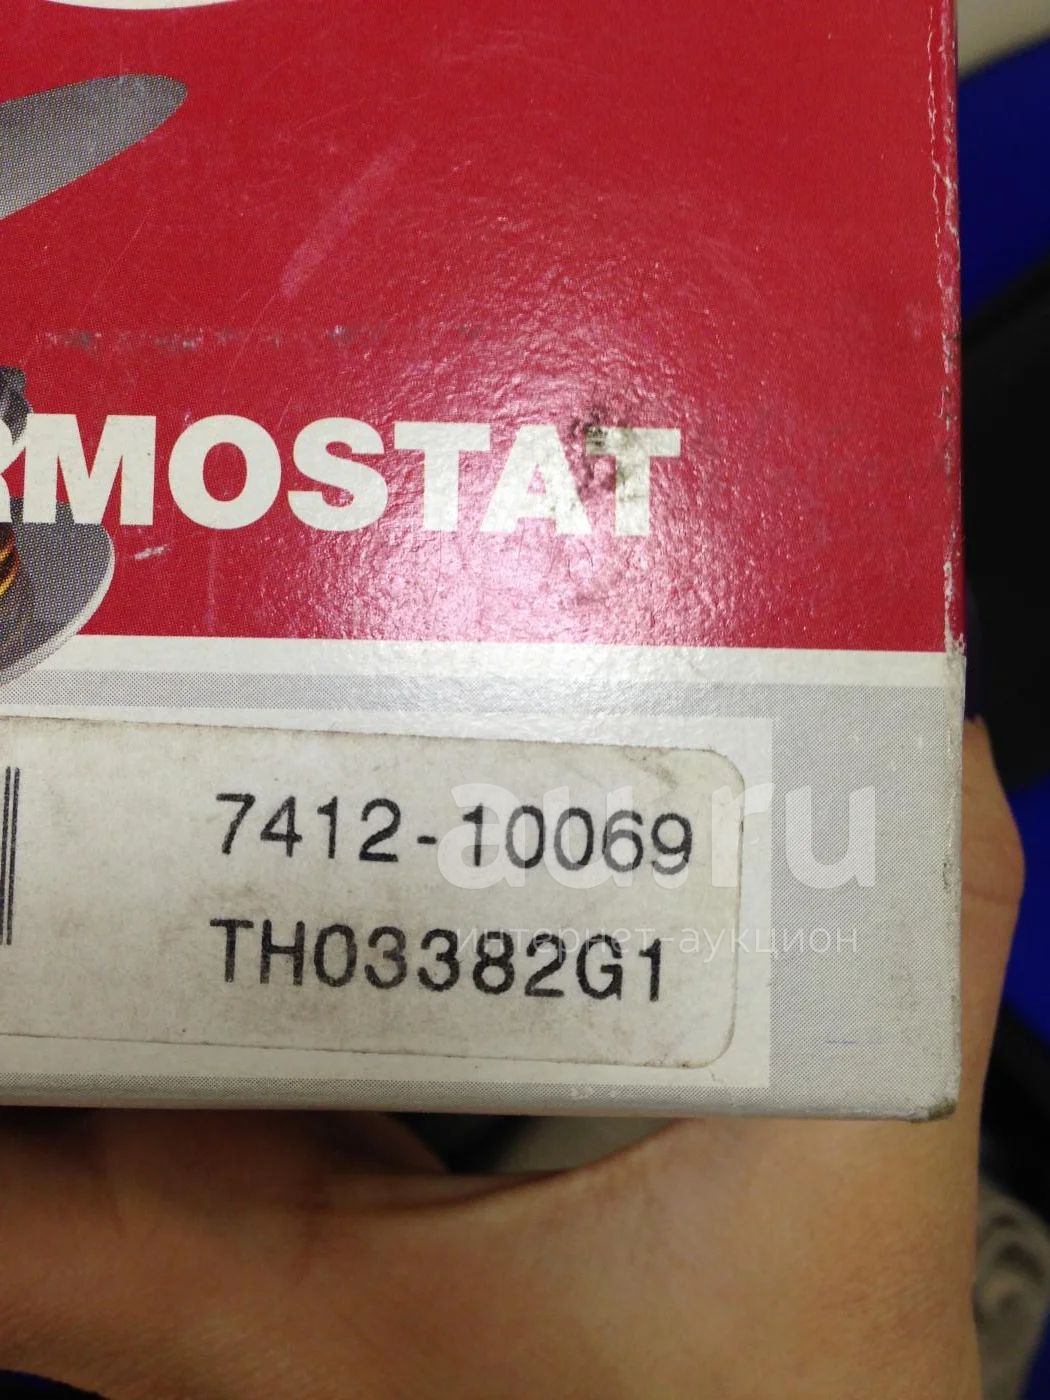 RMOSTAT
7412-10069
TH03382G1
au.ru
интернет-аукцион